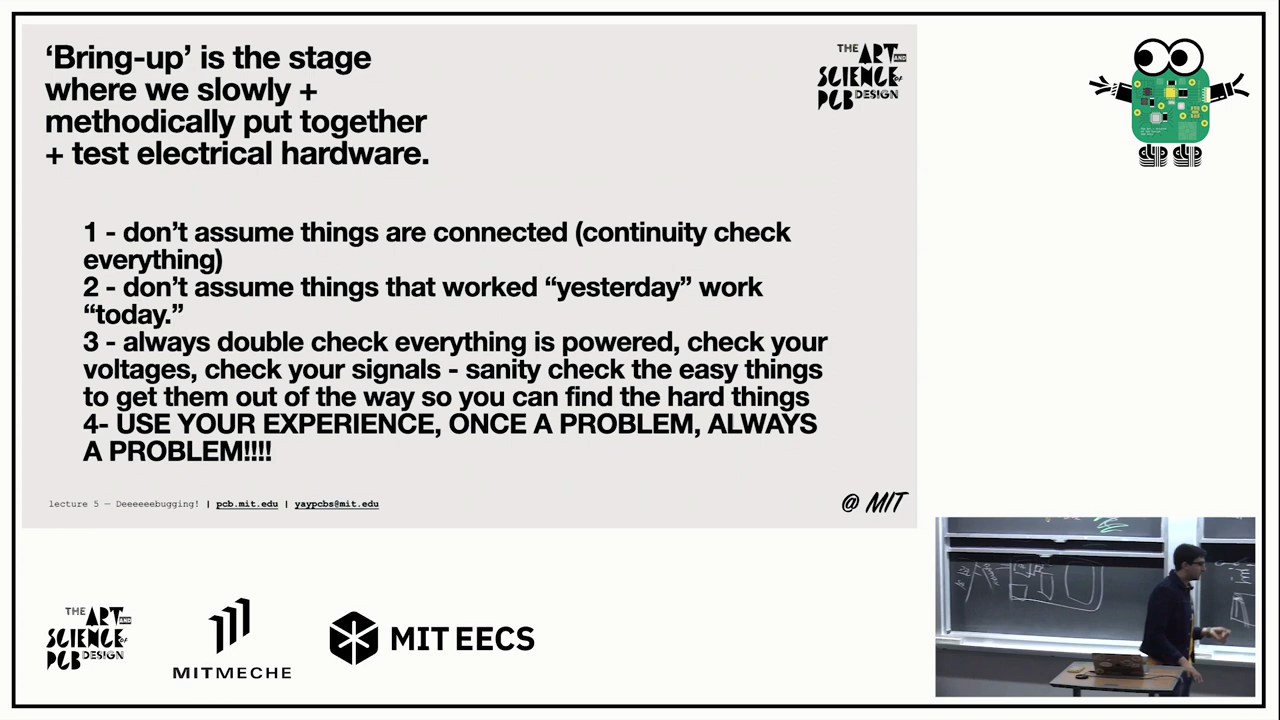 ‘Bring-up’ is the stage
where we slowly +
methodically put together
+ test electrical hardware.
THE ART AND
SCIENCE of
PCB DESIGN
1 - don’t assume things are connected (continuity check
everything)
2 - don’t assume things that worked “yesterday” work
“today.”
3 - always double check everything is powered, check your
voltages, check your signals - sanity check the easy things
to get them out of the way so you can find the hard things
4- USE YOUR EXPERIENCE, ONCE A PROBLEM, ALWAYS
A PROBLEM!!!!
lecture 5 — Deeeeeebugging! | pcb.mit.edu | yaypcbs@mit.edu
@ MIT
THE ART AND
SCIENCE of
PCB DESIGN
MITMECHE
MIT EECS